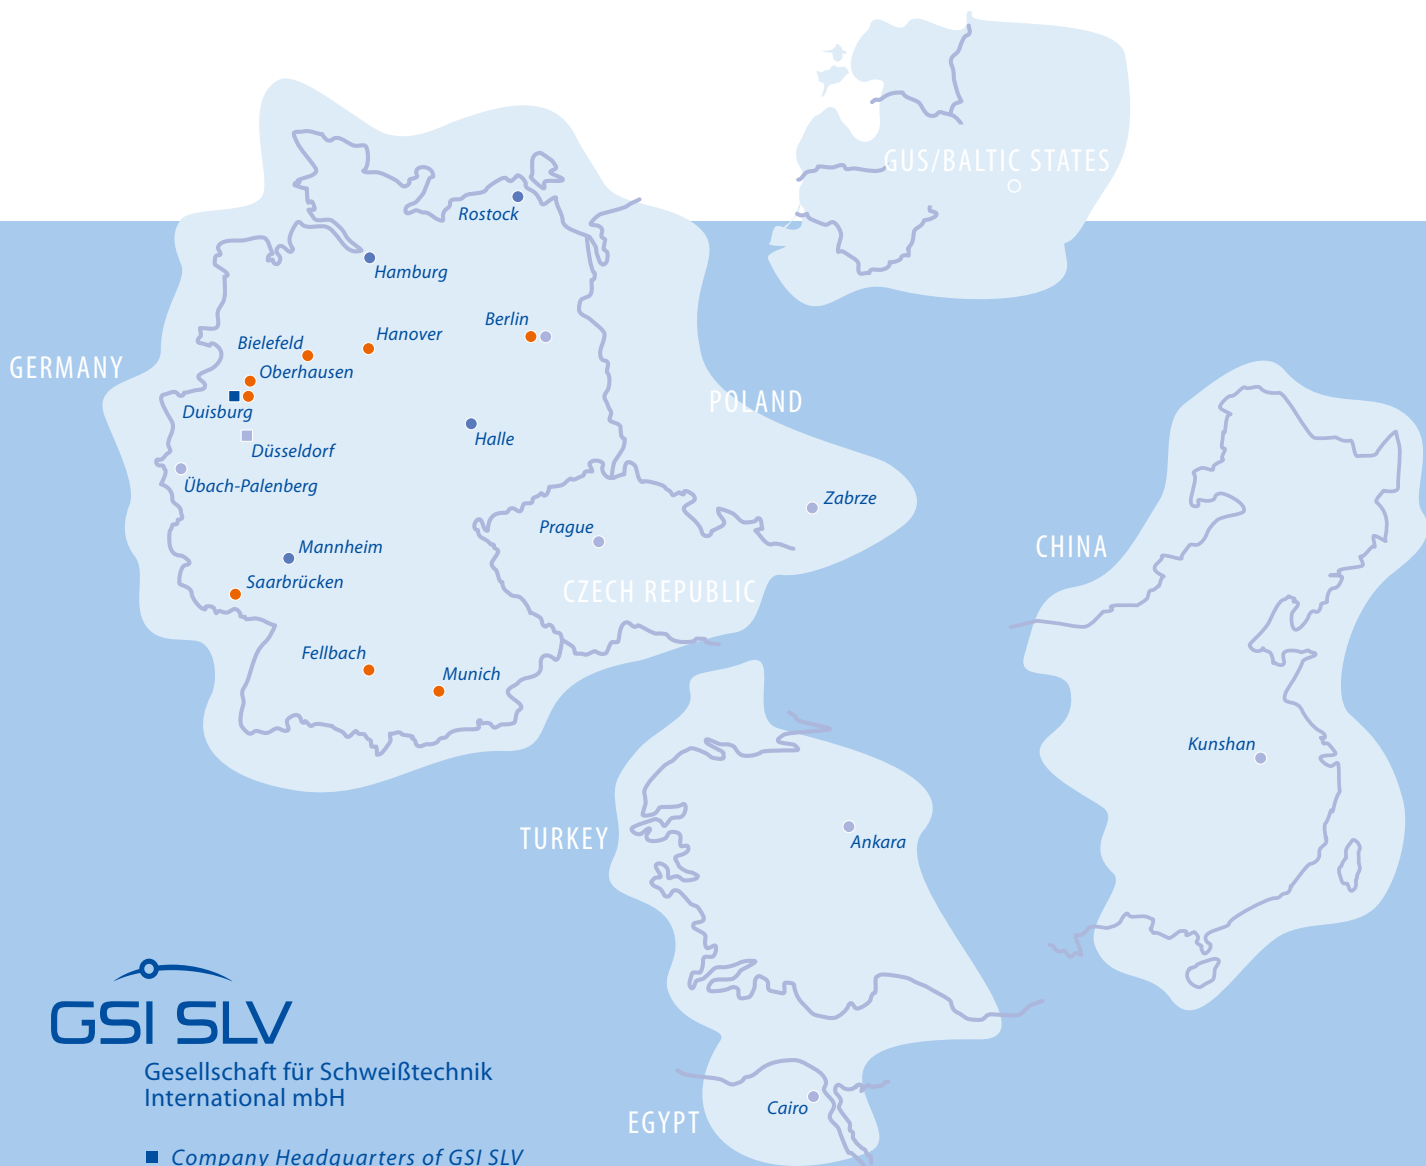 GUS/BALTIC STATES
Rostock
Hamburg
Berlin
Hanover
Bielefeld
GERMANY
Oberhausen
POLAND
Duisburg
Halle
Düsseldorf
Übach-Palenberg
Zabrze
Prague
CHINA
Mannheim
Saarbrücken
CZECH REPUBLIC
Fellbach
Munich
Kunshan
TURKEY
Ankara
GSI SLV
Gesellschaft für Schweißtechnik
International mbH
Cairo
EGYPT
Company Headquarters of GSI SLV